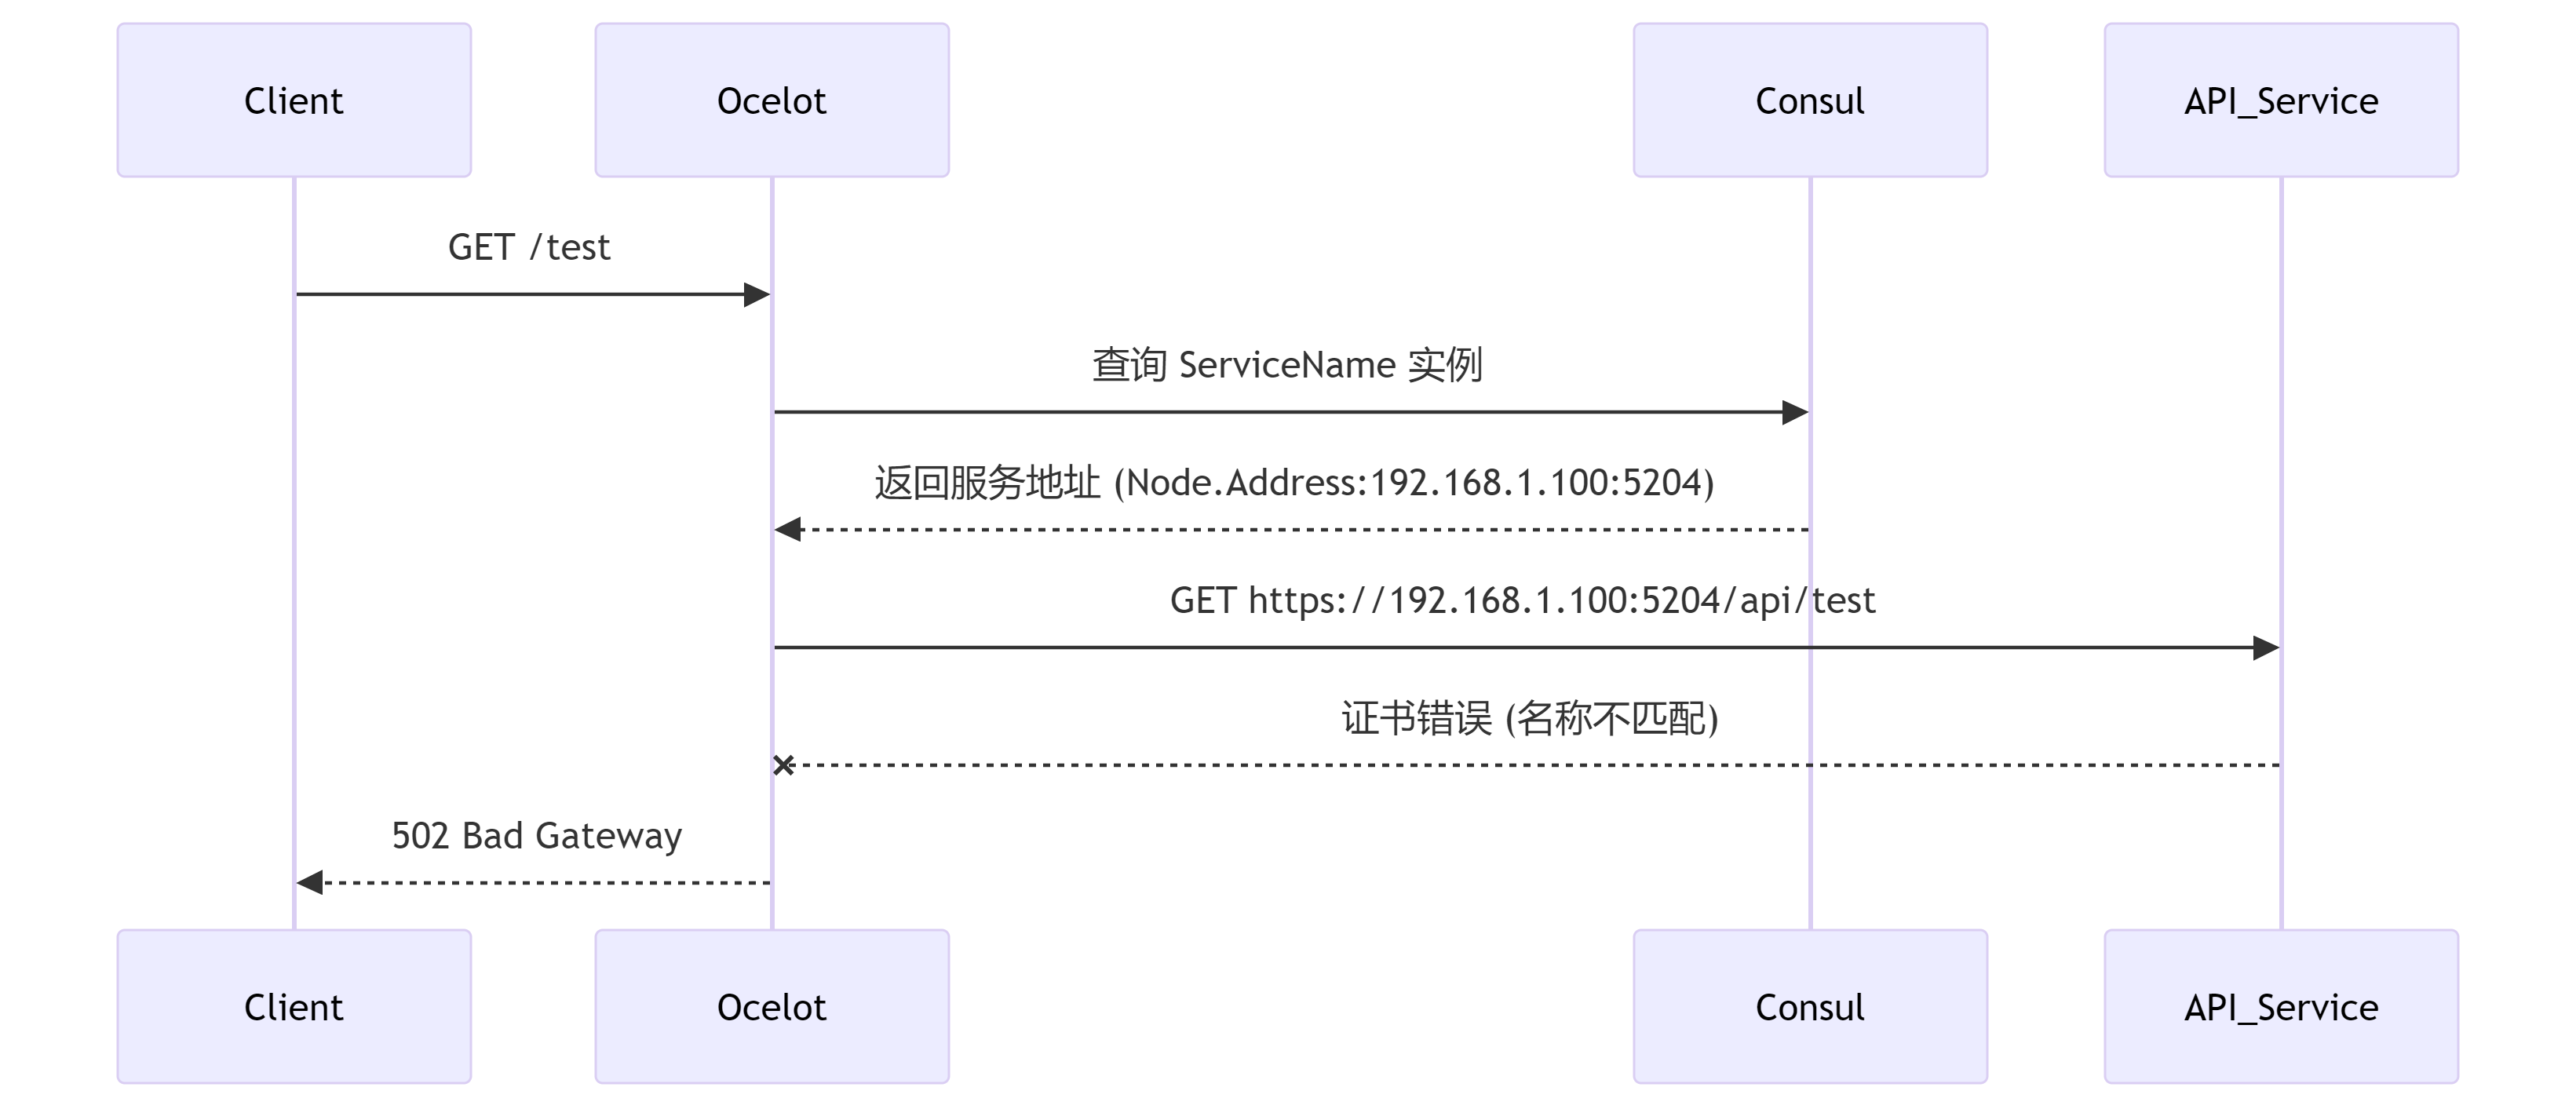 Client
Ocelot
Consul
API_Service
GET /test
查询 ServiceName 实例
返回服务地址 (Node.Address:192.168.1.100:5204)
GET https://192.168.1.100:5204/api/test
证书错误 (名称不匹配)
502 Bad Gateway
Client
Ocelot
Consul
API_Service